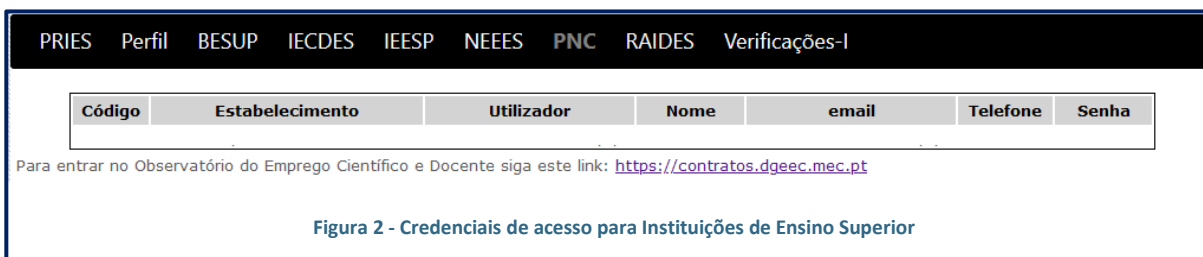 PRIES Perfil BESUP IECDES IEESP NEEES PNC RAIDES Verificações-I
Código Estabelecimento Utilizador Nome email Telefone Senha
Para entrar no Observatório do Emprego Científico e Docente siga este link: https://contratos.dgeec.mec.pt
Figura 2 - Credenciais de acesso para Instituições de Ensino Superior